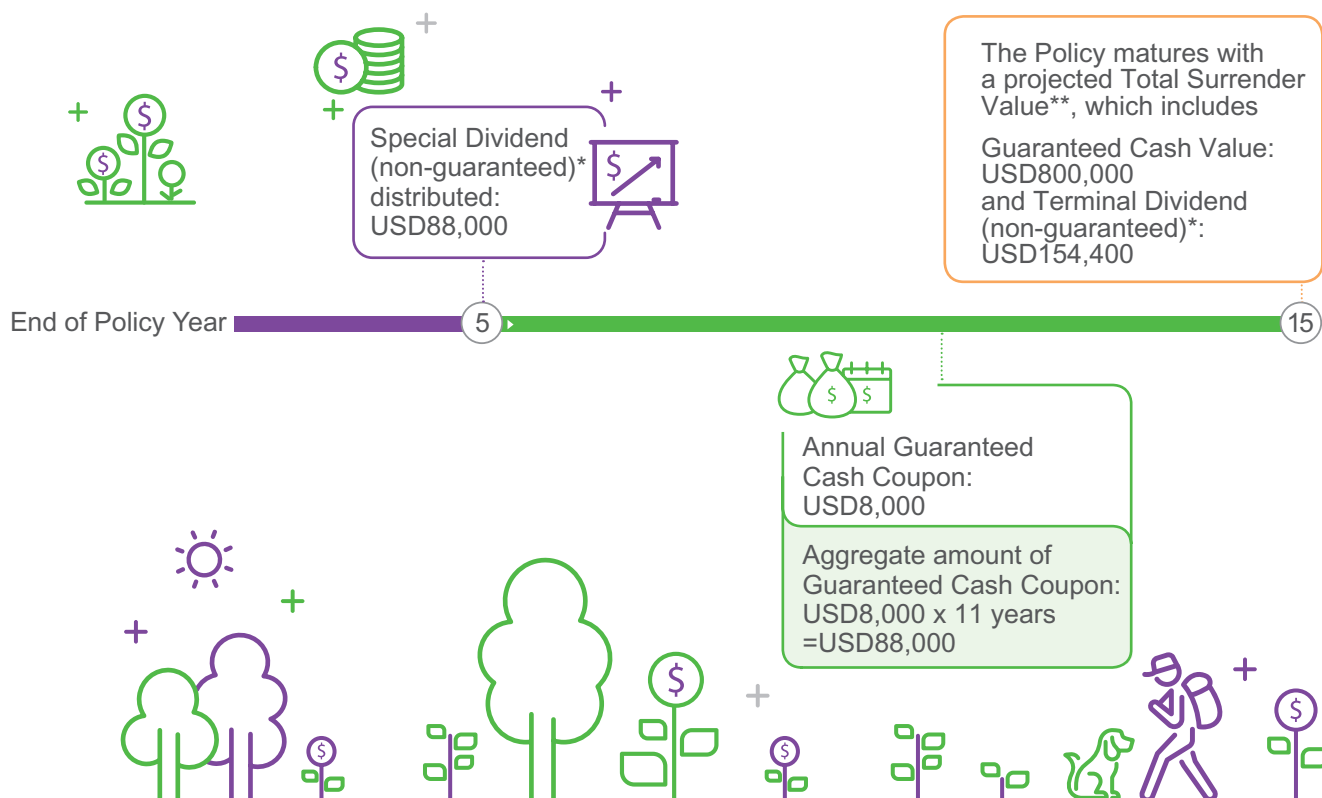 The Policy matures with
a projected Total Surrender
Value**, which includes
Guaranteed Cash Value:
USD800,000
and Terminal Dividend
(non-guaranteed)*:
USD154,400
$
$
$
Special Dividend
(non-guaranteed)*
distributed:
USD88,000
$
End of Policy Year
5
15
$
$
Annual Guaranteed
Cash Coupon:
USD8,000
Aggregate amount of
Guaranteed Cash Coupon:
USD8,000 x 11 years
=USD88,000
$
$
$
$